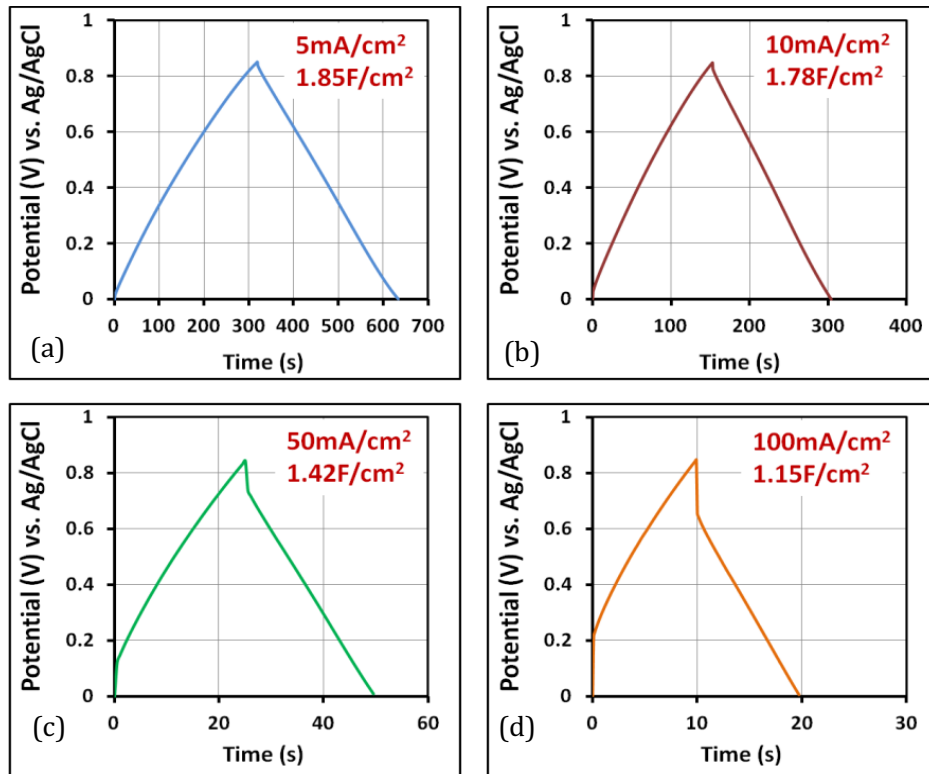 Potential (V) vs. Ag/AgCl
1
0.8
0.6
0.4
0.2
0
5mA/cm²
1.85F/cm²
0 100 200 300 400 500 600 700
Time (s)
(a)
Potential (V) vs. Ag/AgCl
1
0.8
0.6
0.4
0.2
0
10mA/cm²
1.78F/cm²
0 100 200 300 400
Time (s)
(b)
Potential (V) vs. Ag/AgCl
1
0.8
0.6
0.4
0.2
0
50mA/cm²
1.42F/cm²
0 20 40 60
Time (s)
(c)
Potential (V) vs. Ag/AgCl
1
0.8
0.6
0.4
0.2
0
100mA/cm²
1.15F/cm²
0 10 20 30
Time (s)
(d)